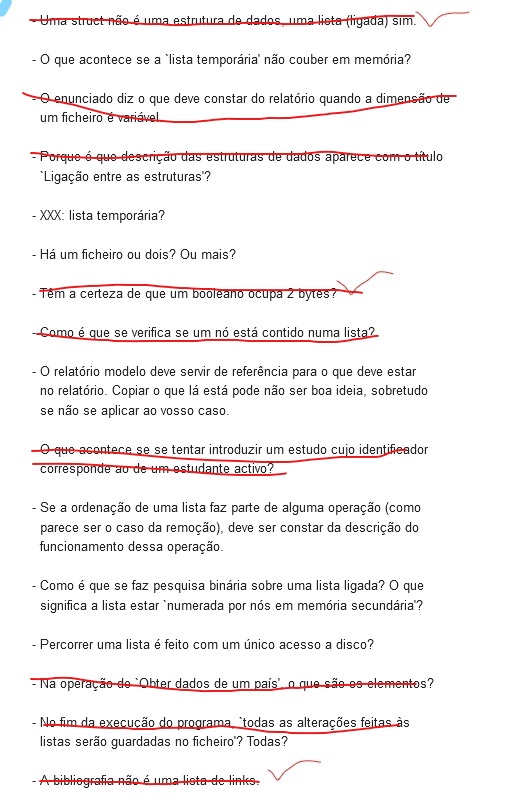 - Uma struct não é uma estrutura de dados, uma lista (ligada) sim.
- O que acontece se a `lista temporária' não couber em memória?
- O enunciado diz o que deve constar do relatório quando a dimensão de
um ficheiro é variável.
- Porque é que descrição das estruturas de dados aparece com o título
`Ligação entre as estruturas'?
- XXX: lista temporária?
- Há um ficheiro ou dois? Ou mais?
- Têm a certeza de que um booleano ocupa 2 bytes?
- Como é que se verifica se um nó está contido numa lista?
- O relatório modelo deve servir de referência para o que deve estar
no relatório. Copiar o que lá está pode não ser boa ideia, sobretudo
se não se aplicar ao vosso caso.
- O que acontece se se tentar introduzir um estudo cujo identificador
corresponde ao de um estudante activo?
- Se a ordenação de uma lista faz parte de alguma operação (como
parece ser o caso da remoção), deve ser constar da descrição do
funcionamento dessa operação.
- Como é que se faz pesquisa binária sobre uma lista ligada? O que
significa a lista estar `numerada por nós em memória secundária'?
- Percorrer uma lista é feito com um único acesso a disco?
- Na operação de `Obter dados de um país', o que são os elementos?
- No fim da execução do programa, `todas as alterações feitas às
listas serão guardadas no ficheiro'? Todas?
- A bibliografia não é uma lista de links.